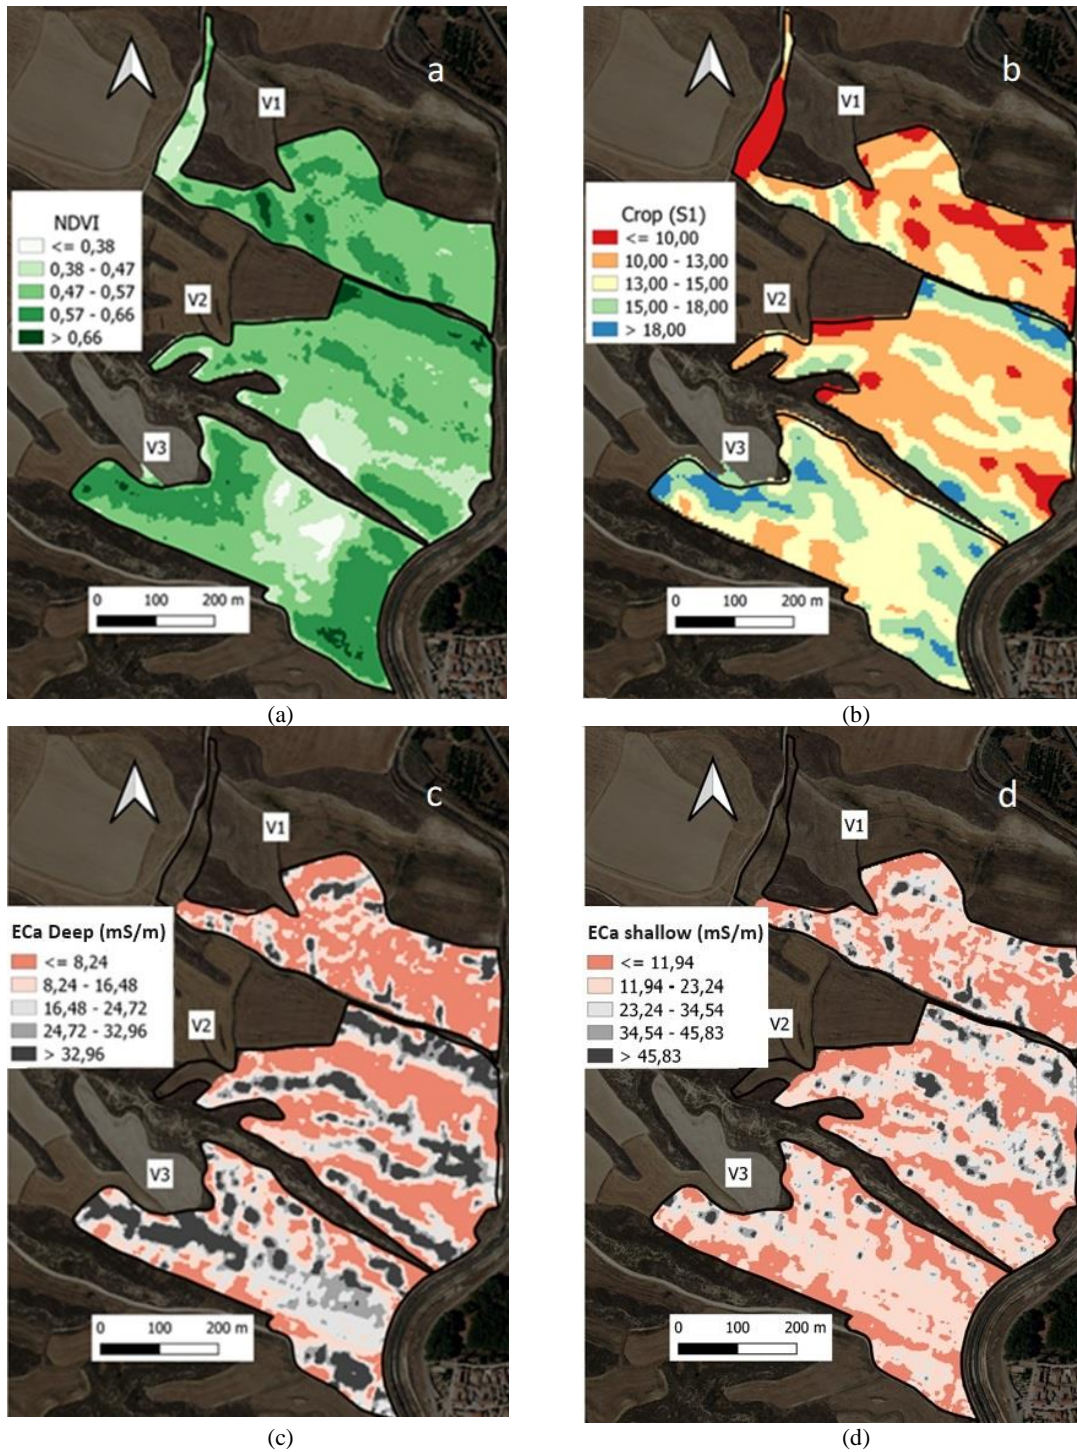 a
V1
NDVI
<= 0,38
0,38 - 0,47
0,47 - 0,57
0,57 - 0,66
> 0,66
V2
V3
0 100 200 m
(a)
b
V1
Crop (S1)
<= 10,00
10,00 - 13,00
13,00 - 15,00
15,00 - 18,00
> 18,00
V2
V3
0 100 200 m
(b)
c
V1
ECa Deep (mS/m)
<= 8,24
8,24 - 16,48
16,48 - 24,72
24,72 - 32,96
> 32,96
V2
V3
0 100 200 m
(c)
d
V1
ECa shallow (mS/m)
<= 11,94
11,94 - 23,24
23,24 - 34,54
34,54 - 45,83
> 45,83
V2
V3
0 100 200 m
(d)